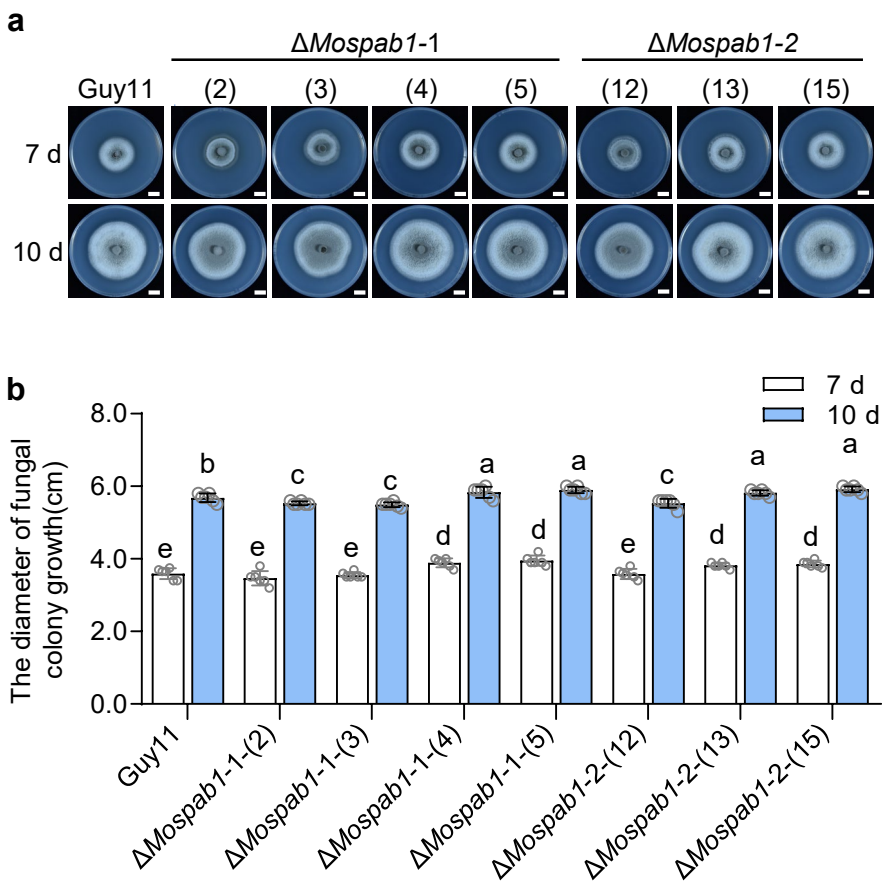 a
ΔMospab1-1 ΔMospab1-2
Guy11 (2) (3) (4) (5) (12) (13) (15)
7 d
10 d
b
7 d
10 d
The diameter of fungal
colony growth(cm)
8.0
6.0
4.0
2.0
0.0
e b e c e c d a d a e c d a d a
Guy11
ΔMospab1-1-(2)
ΔMospab1-1-(3)
ΔMospab1-1-(4)
ΔMospab1-1-(5)
ΔMospab1-2-(12)
ΔMospab1-2-(13)
ΔMospab1-2-(15)